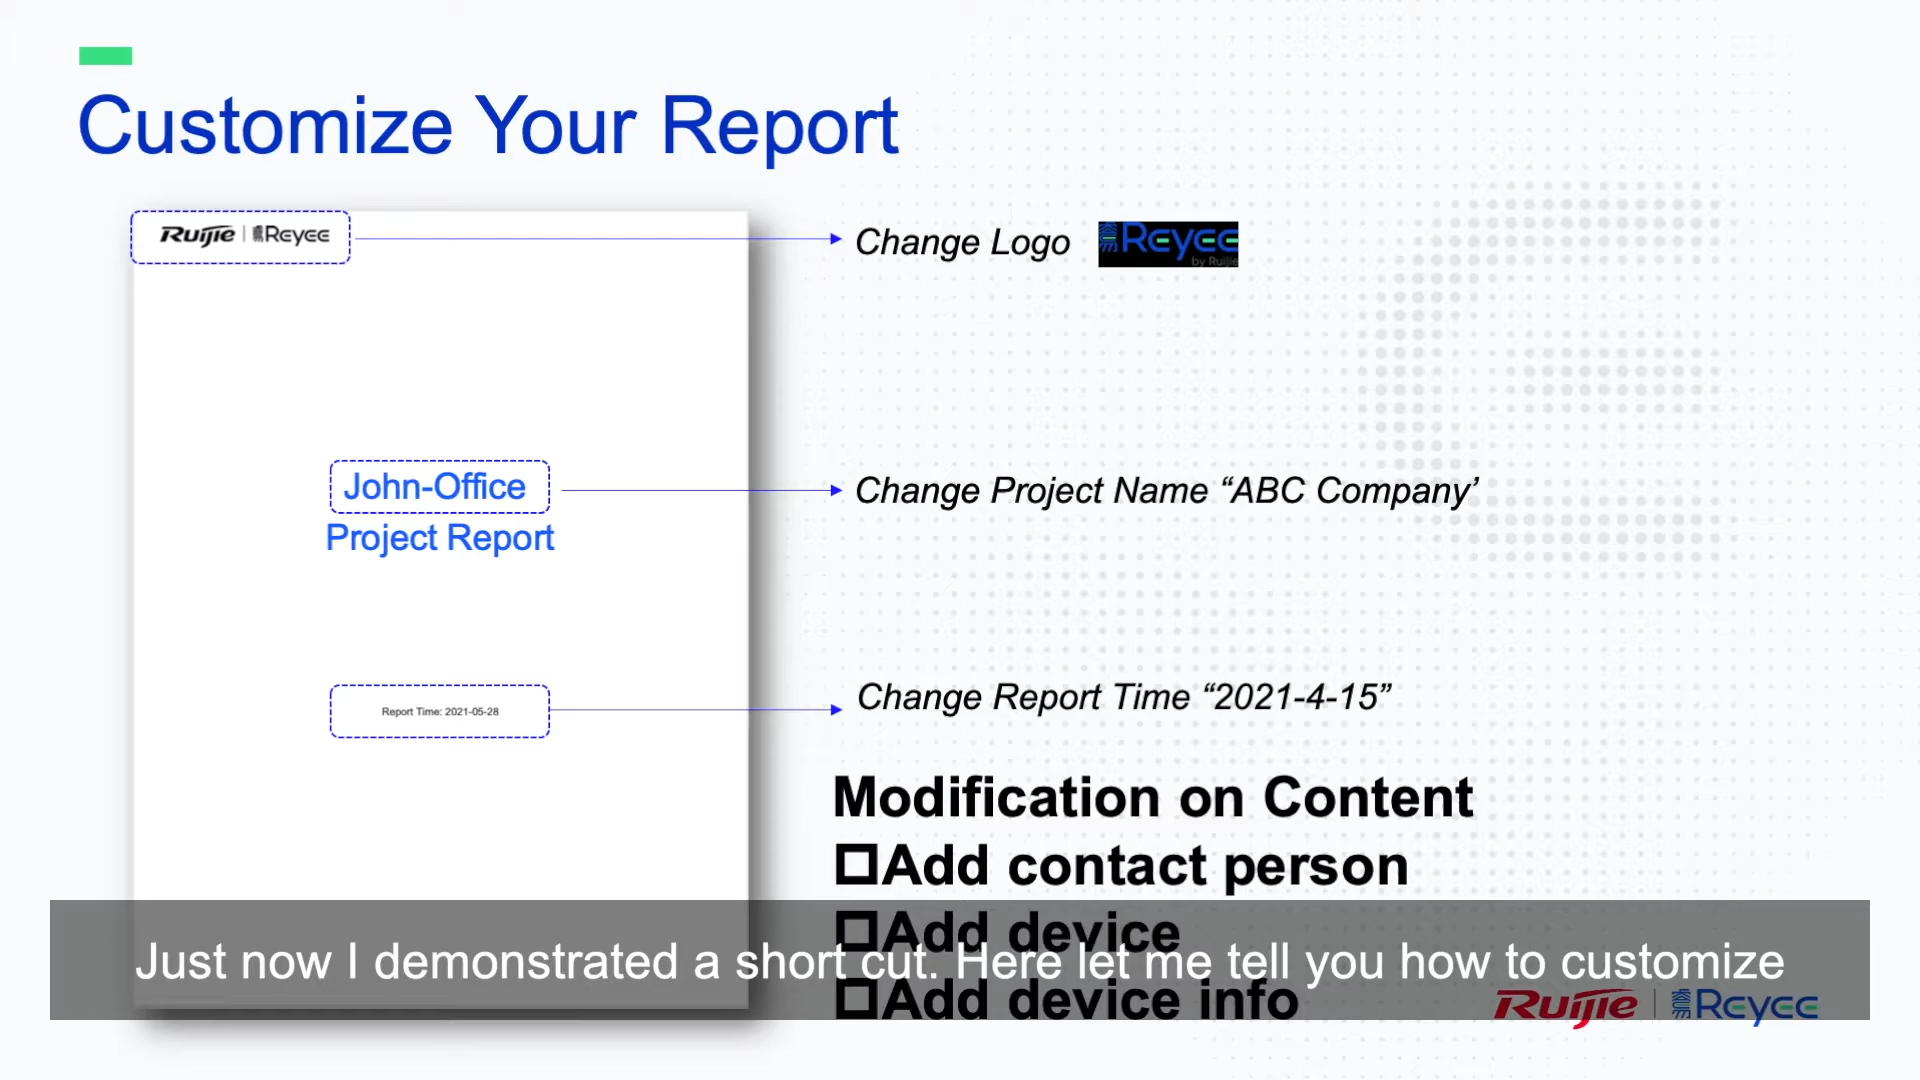 Customize Your Report
Ruijie | Reyee
Change Logo
Reyee
by Ruijie
John-Office
Project Report
Change Project Name “ABC Company’
Report Time: 2021-05-28
Change Report Time “2021-4-15”
Modification on Content
Add contact person
Add device
Add device info
Just now I demonstrated a short cut. Here let me tell you how to customize
Ruijie | Reyee